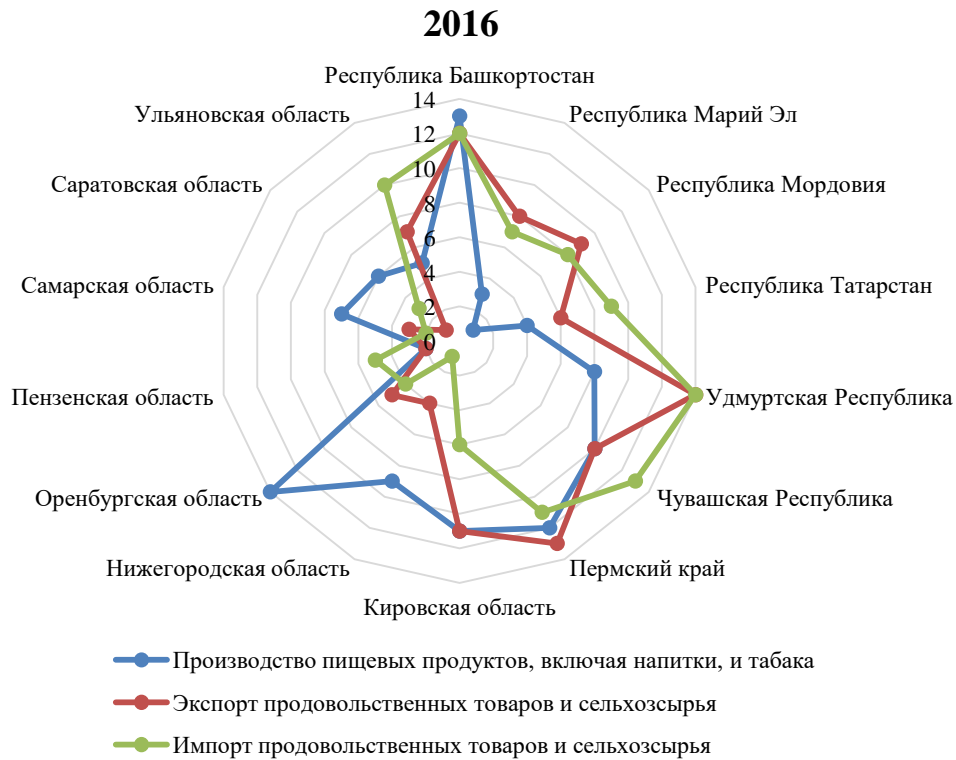 2016
Республика Башкортостан
Ульяновская область
Республика Марий Эл
Саратовская область
Республика Мордовия
Самарская область
Республика Татарстан
Пензенская область
Удмуртская Республика
Оренбургская область
Чувашская Республика
Нижегородская область
Пермский край
Кировская область
14
12
10
8
6
4
2
0
Производство пищевых продуктов, включая напитки, и табака
Экспорт продовольственных товаров и сельхозсырья
Импорт продовольственных товаров и сельхозсырья